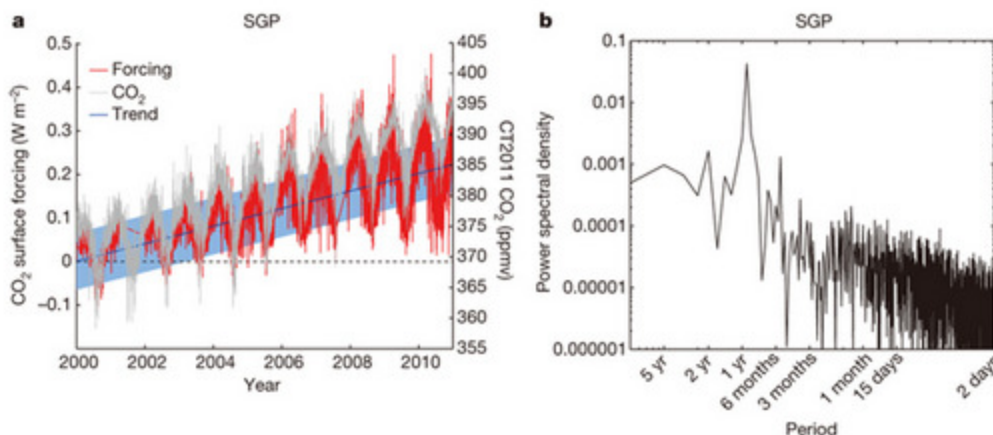 a
SGP
CO2 surface forcing (W m−2)
0.5
0.4
0.3
0.2
0.1
0
−0.1
Forcing
CO2
Trend
405
400
395
390
385
380
375
370
365
360
355
CT2011 CO2 (ppmv)
2000
2002
2004
2006
2008
2010
Year
b
SGP
Power spectral density
0.1
0.01
0.001
0.0001
0.00001
0.000001
5 yr
2 yr
1 yr
6 months
3 months
1 month
15 days
2 days
Period